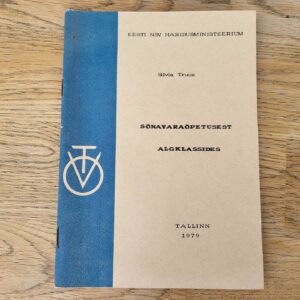 EESTI NSV HARIDUSMINISTEERIUM
Silvia Truus
SÕNAVARAÕPETUSEST
ALGKLASSIDES
TALLINN
1979